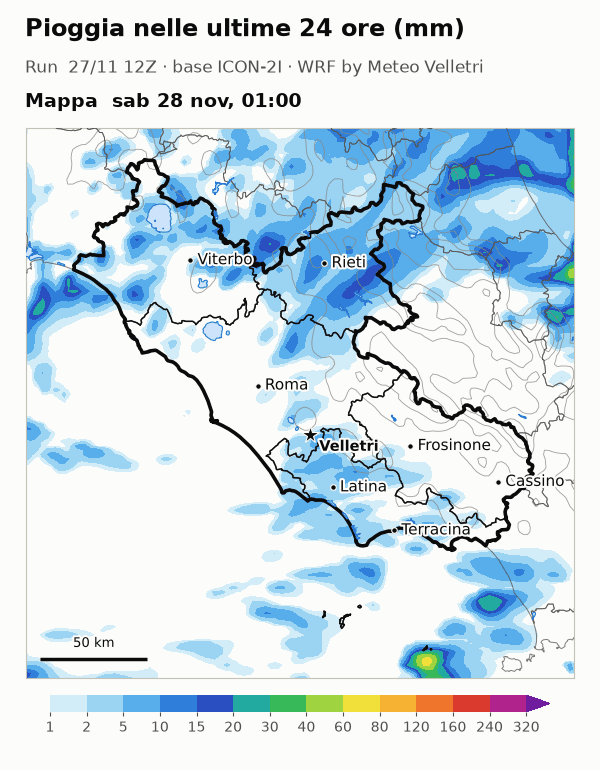 Pioggia nelle ultime 24 ore (mm)
Run  27/11 12Z · base ICON-2I · WRF by Meteo Velletri
Mappa  sab 28 nov, 01:00
Viterbo
Rieti
Roma
Velletri
Frosinone
Latina
Cassino
Terracina
50 km
1 2 5 10 15 20 30 40 60 80 120 160 240 320